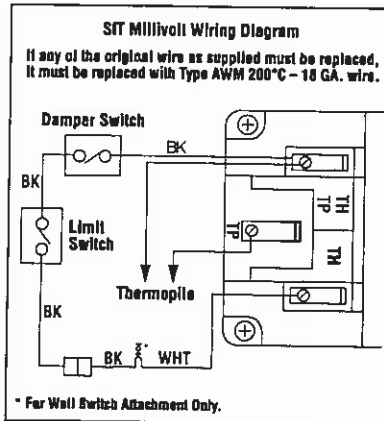 SIT Millivolt Wiring Diagram
If any of the original wire as supplied must be replaced,
it must be replaced with Type AWM 200°C – 18 GA. wire.
Damper Switch
BK
BK
Limit
Switch
TH
TP
TP
TM
Thermopile
BK
BK
*
WHT
* For Wall Switch Attachment Only.